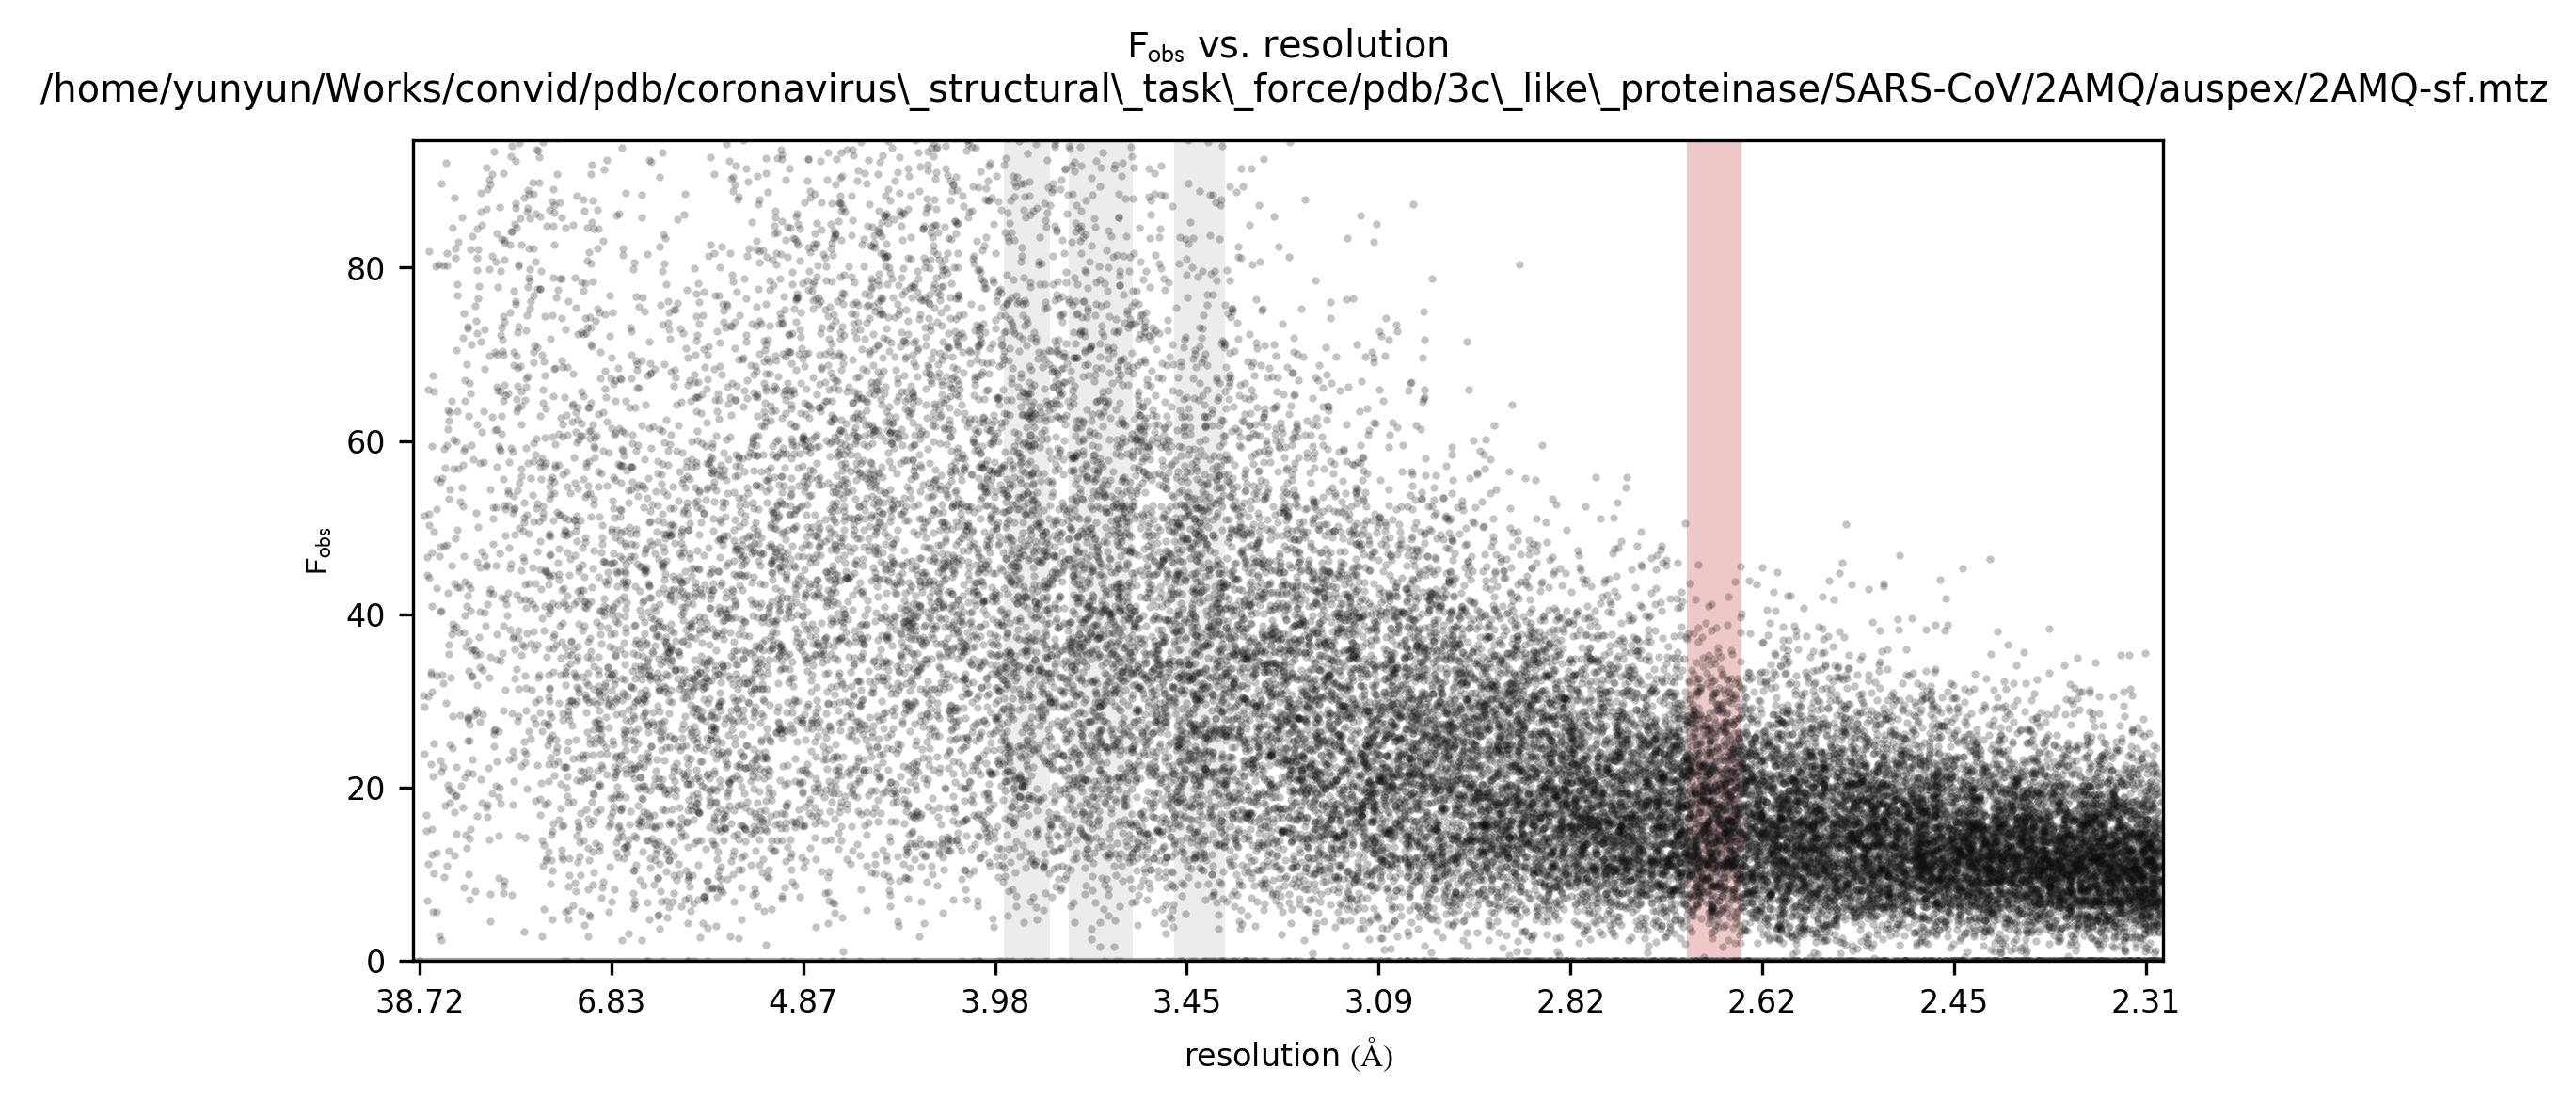 F_obs vs. resolution
/home/yunyun/Works/convid/pdb/coronavirus\_structural\_task\_force/pdb/3c\_like\_proteinase/SARS-CoV/2AMQ/auspex/2AMQ-sf.mtz
80
60
40
20
0
F_obs
38.72 6.83 4.87 3.98 3.45 3.09 2.82 2.62 2.45 2.31
resolution (Å)